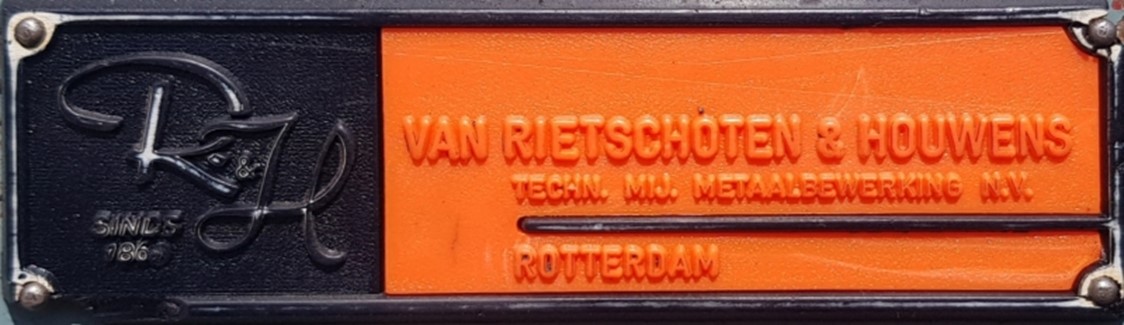 R & H
SINDS
VAN RIETSCHOTEN & HOUWENS
TECHN. MIJ. METAALBEWERKING N.V.
ROTTERDAM